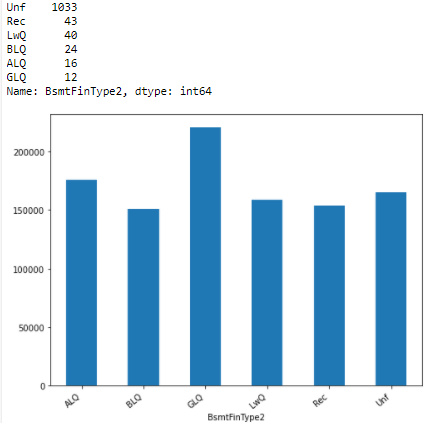 Unf    1033
Rec      43
LwQ      40
BLQ      24
ALQ      16
GLQ      12
Name: BsmtFinType2, dtype: int64
200000
150000
100000
50000
0
ALQ BLQ GLQ LwQ Rec Unf
BsmtFinType2